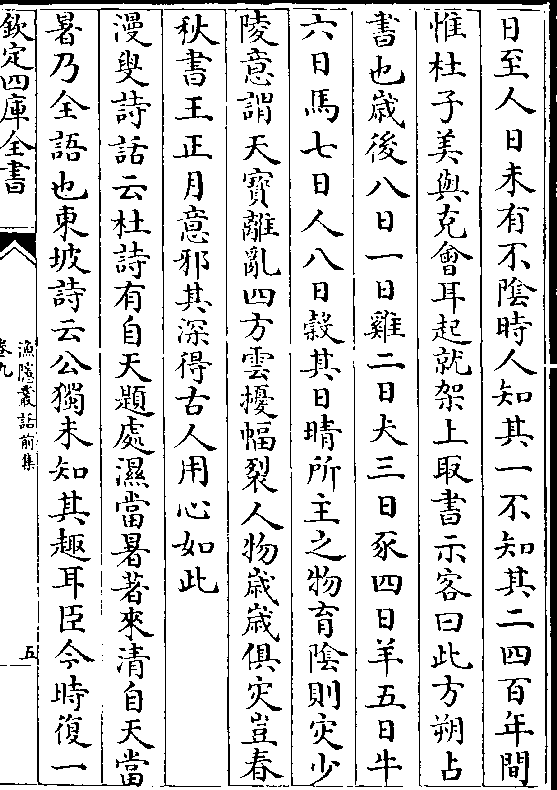 日至人日未有不陰時人知其一不知其二四百年間
惟杜子美與克會耳起就架上取書示客曰此方朔占
書也歳後八日一日雞二日犬三日豕四日羊五日牛
六日馬七日人八日穀其日晴所主之物育陰則灾少
陵意謂天寶離亂四方雲擾幅裂人物歳歳俱灾豈春
秋書王正月意邪其深得古人用心如此
漫叟詩話云杜詩有自天題處濕當暑著來清自天當
暑乃全語也東坡詩云公獨未知其趣耳臣今時復一
欽定四庫全書
漁隱叢話前集
卷九
五